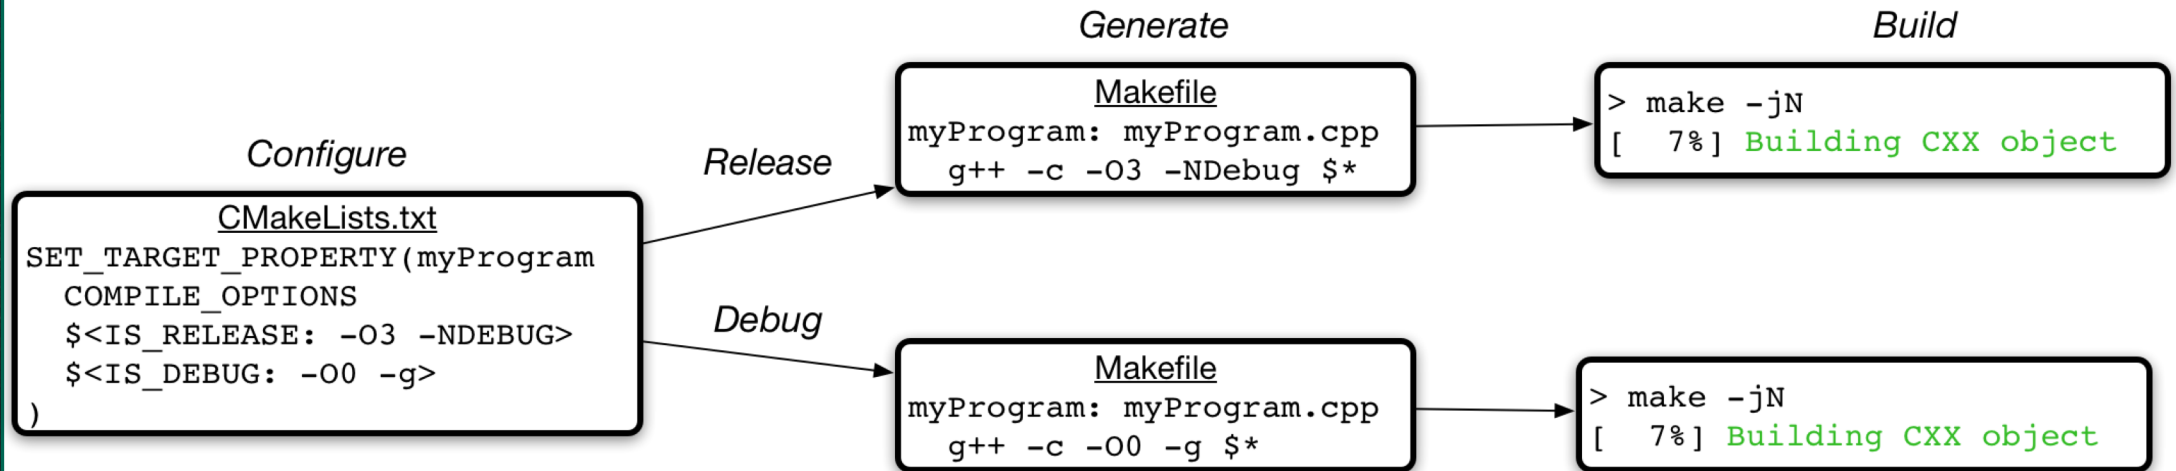 Configure
CMakeLists.txt
SET_TARGET_PROPERTY(myProgram
COMPILE_OPTIONS
$<IS_RELEASE: -O3 -NDEBUG>
$<IS_DEBUG: -O0 -g>
)
Release
Debug
Generate
Makefile
myProgram: myProgram.cpp
g++ -c -O3 -NDebug $*
Makefile
myProgram: myProgram.cpp
g++ -c -O0 -g $*
Build
> make -jN
[  7%] Building CXX object
> make -jN
[  7%] Building CXX object